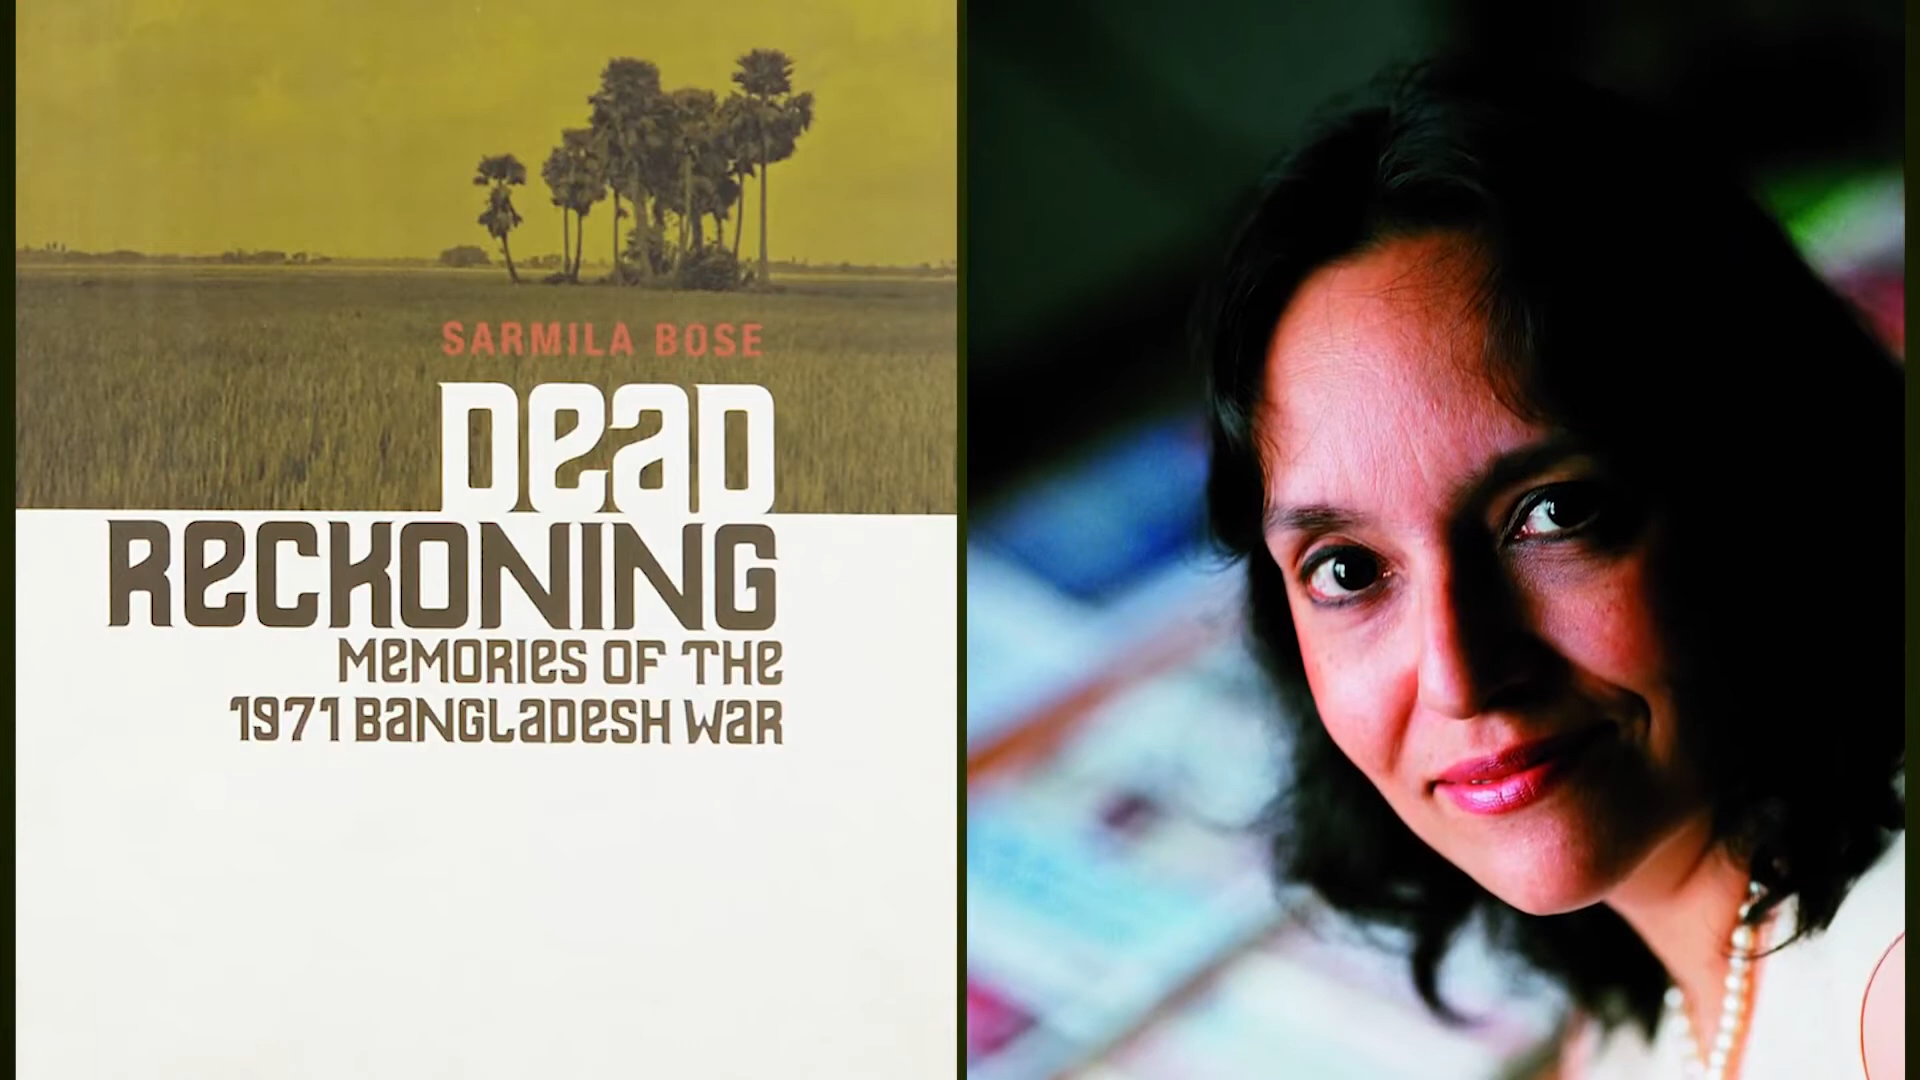 SARMILA BOSE
DEAD
RECKONING
MEMORIES OF THE
1971 BANGLADESH WAR